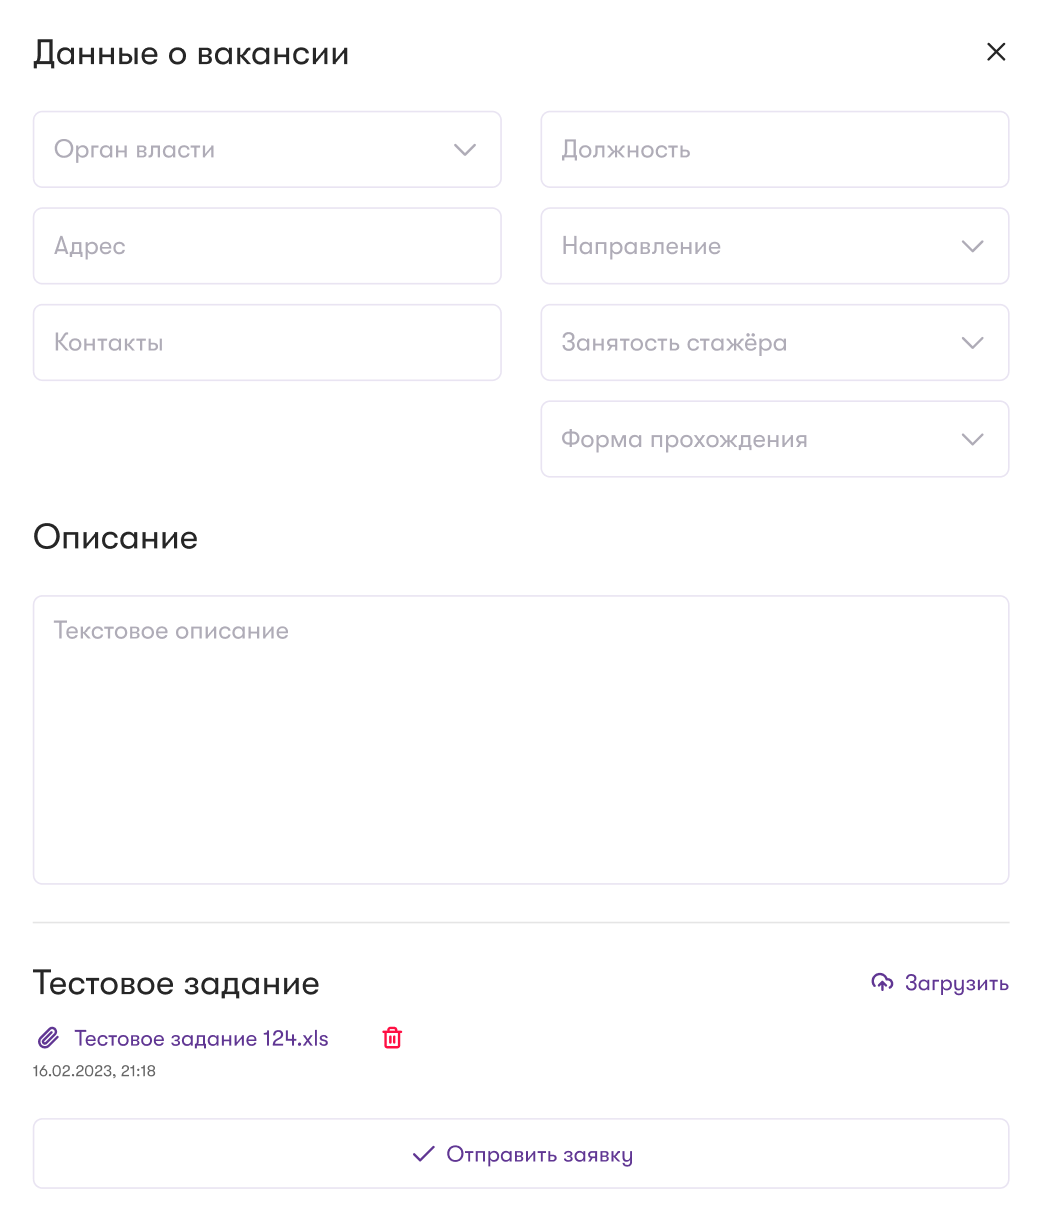 Данные о вакансии
Орган власти
Должность
Адрес
Направление
Контакты
Занятость стажёра
Форма прохождения
Описание
Текстовое описание
Тестовое задание
Загрузить
Тестовое задание 124.xls
16.02.2023, 21:18
Отправить заявку